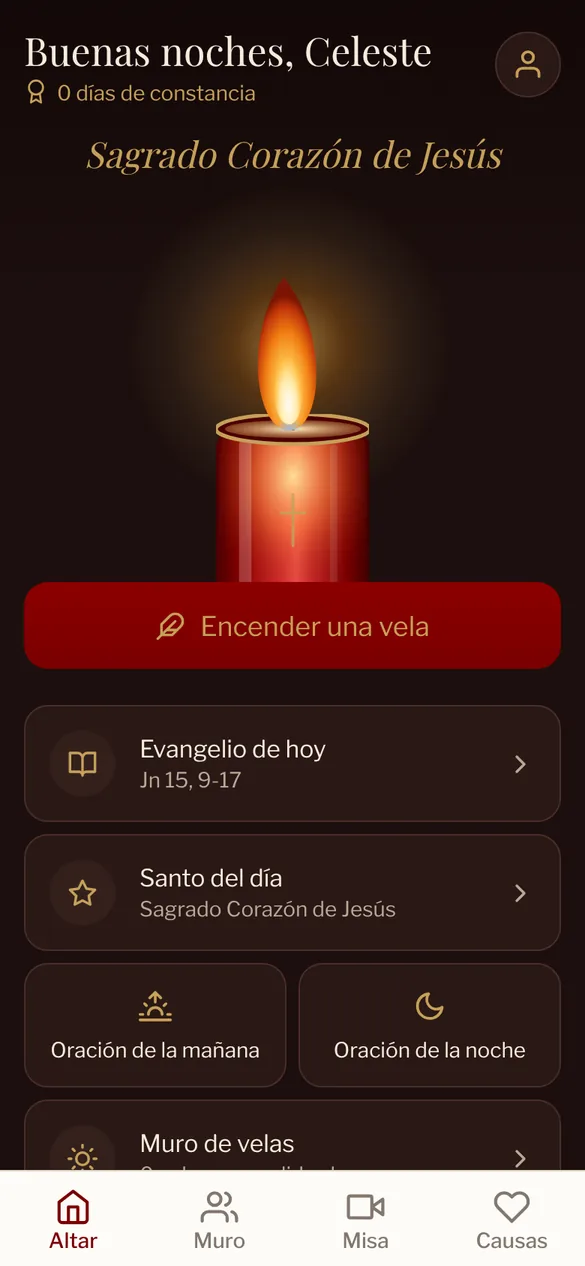 Buenas noches, Celeste
0 días de constancia
Sagrado Corazón de Jesús
Encender una vela
Evangelio de hoy
Jn 15, 9-17
Santo del día
Sagrado Corazón de Jesús
Oración de la mañana
Oración de la noche
Muro de velas
Altar
Muro
Misa
Causas